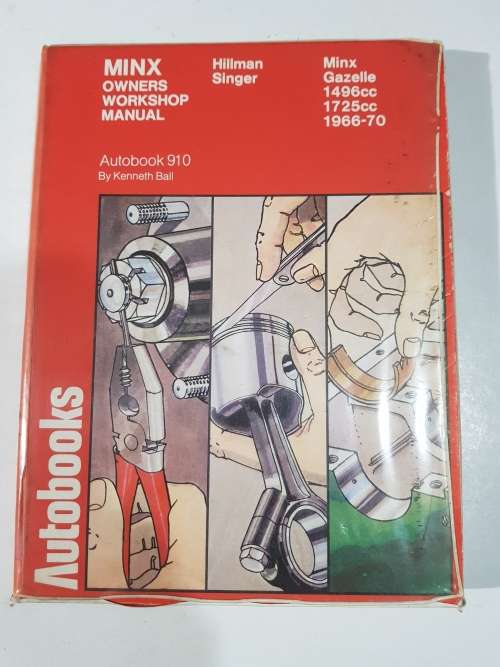 MINX
OWNERS
WORKSHOP
MANUAL
Hillman
Singer
Minx
Gazelle
1496cc
1725cc
1966-70
Autobook 910
By Kenneth Ball
Autobooks